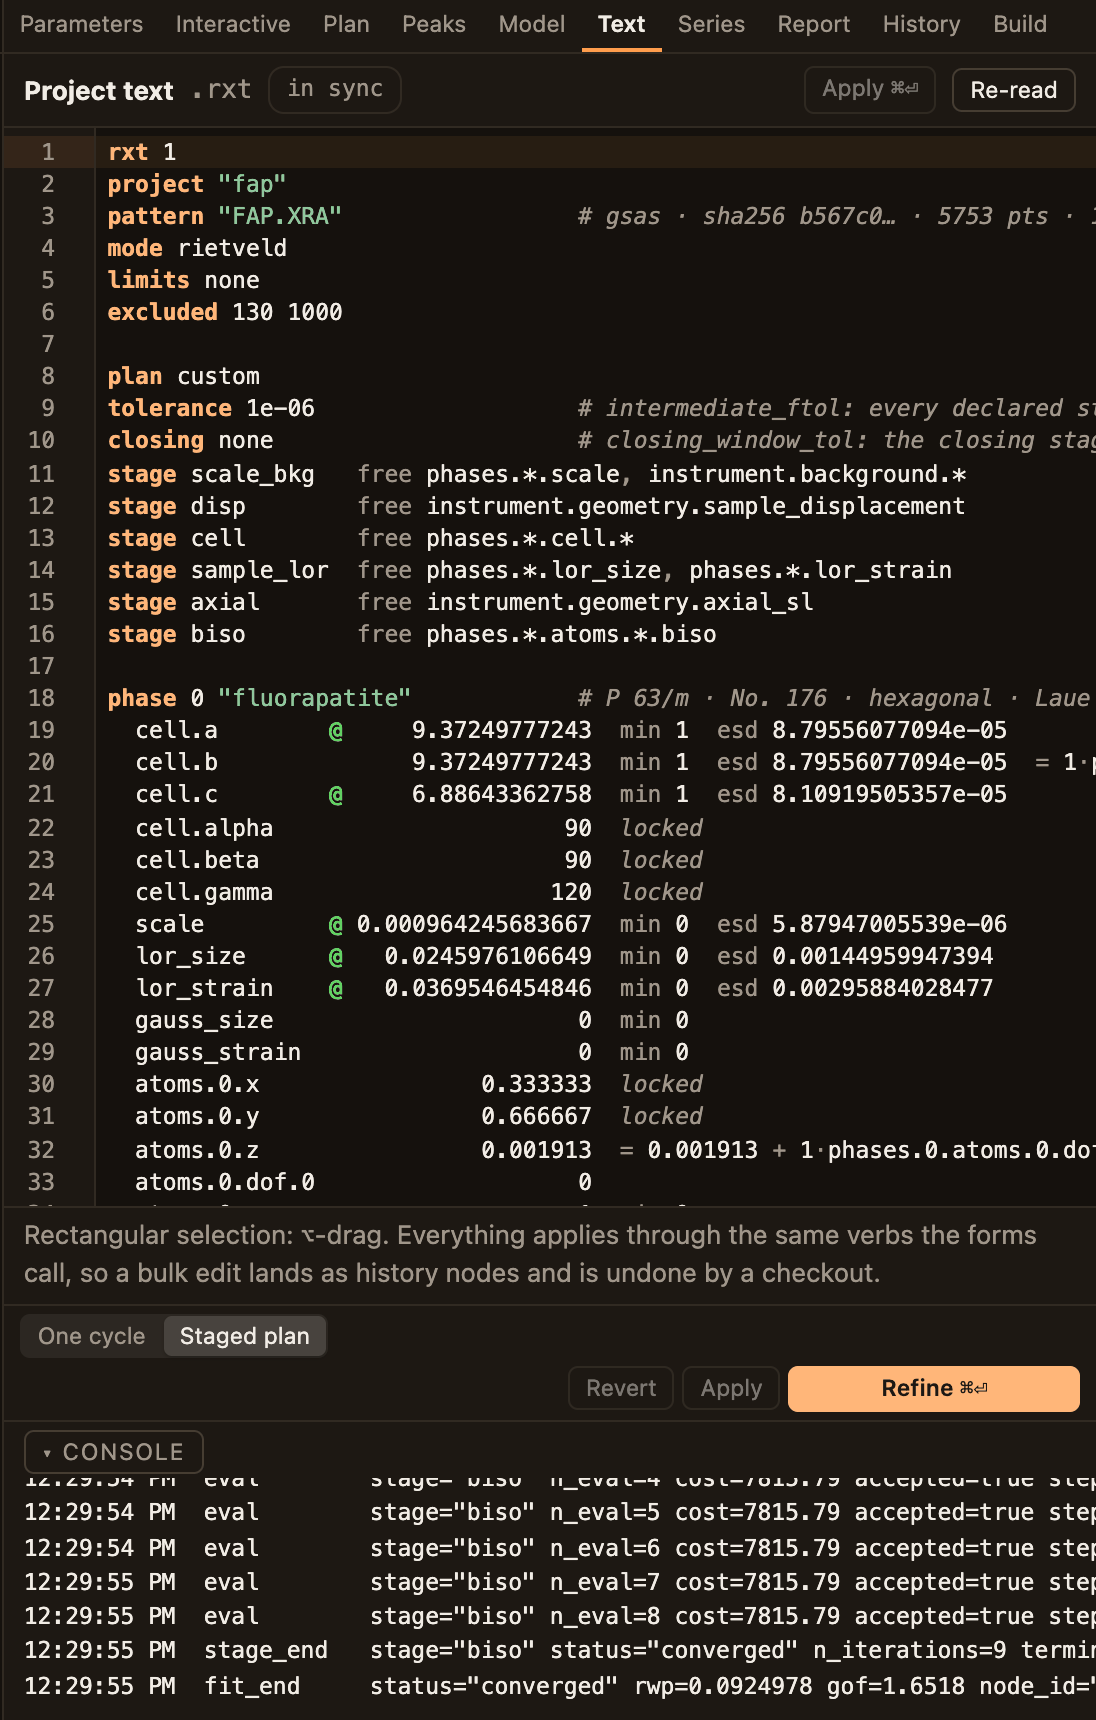 Parameters Interactive Plan Peaks Model Text Series Report History Build
Project text .rxt in sync Apply ⌘⏎ Re-read
1 rxt 1
2 project "fap"
3 pattern "FAP.XRA" # gsas · sha256 b567c0… · 5753 pts ·
4 mode rietveld
5 limits none
6 excluded 130 1000
7
8 plan custom
9 tolerance 1e-06 # intermediate_ftol: every declared
10 closing none # closing_window_tol: the closing
11 stage scale_bkg free phases.*.scale, instrument.background.*
12 stage disp free instrument.geometry.sample_displacement
13 stage cell free phases.*.cell.*
14 stage sample_lor free phases.*.lor_size, phases.*.lor_strain
15 stage axial free instrument.geometry.axial_sl
16 stage biso free phases.*.atoms.*.biso
17
18 phase 0 "fluorapatite" # P 63/m · No. 176 · hexagonal · Laue
19 cell.a @ 9.37249777243 min 1 esd 8.79556077094e-05
20 cell.b 9.37249777243 min 1 esd 8.79556077094e-05 = 1·
21 cell.c @ 6.88643362758 min 1 esd 8.10919505357e-05
22 cell.alpha 90 locked
23 cell.beta 90 locked
24 cell.gamma 120 locked
25 scale @ 0.000964245683667 min 0 esd 5.87947005539e-06
26 lor_size @ 0.0245976106649 min 0 esd 0.00144959947394
27 lor_strain @ 0.0369546454846 min 0 esd 0.00295884028477
28 gauss_size 0 min 0
29 gauss_strain 0 min 0
30 atoms.0.x 0.333333 locked
31 atoms.0.y 0.666667 locked
32 atoms.0.z 0.001913 = 0.001913 + 1·phases.0.atoms.0.do
33 atoms.0.dof.0 0
Rectangular selection: ⌥-drag. Everything applies through the same verbs the forms
call, so a bulk edit lands as history nodes and is undone by a checkout.
One cycle Staged plan
Revert Apply Refine ⌘⏎
▾ CONSOLE
12:29:54 PM eval stage="biso" n_eval=4 cost=7815.79 accepted=true step
12:29:54 PM eval stage="biso" n_eval=5 cost=7815.79 accepted=true step
12:29:54 PM eval stage="biso" n_eval=6 cost=7815.79 accepted=true step
12:29:55 PM eval stage="biso" n_eval=7 cost=7815.79 accepted=true step
12:29:55 PM eval stage="biso" n_eval=8 cost=7815.79 accepted=true step
12:29:55 PM stage_end stage="biso" status="converged" n_iterations=9 termin
12:29:55 PM fit_end status="converged" rwp=0.0924978 gof=1.6518 node_id="